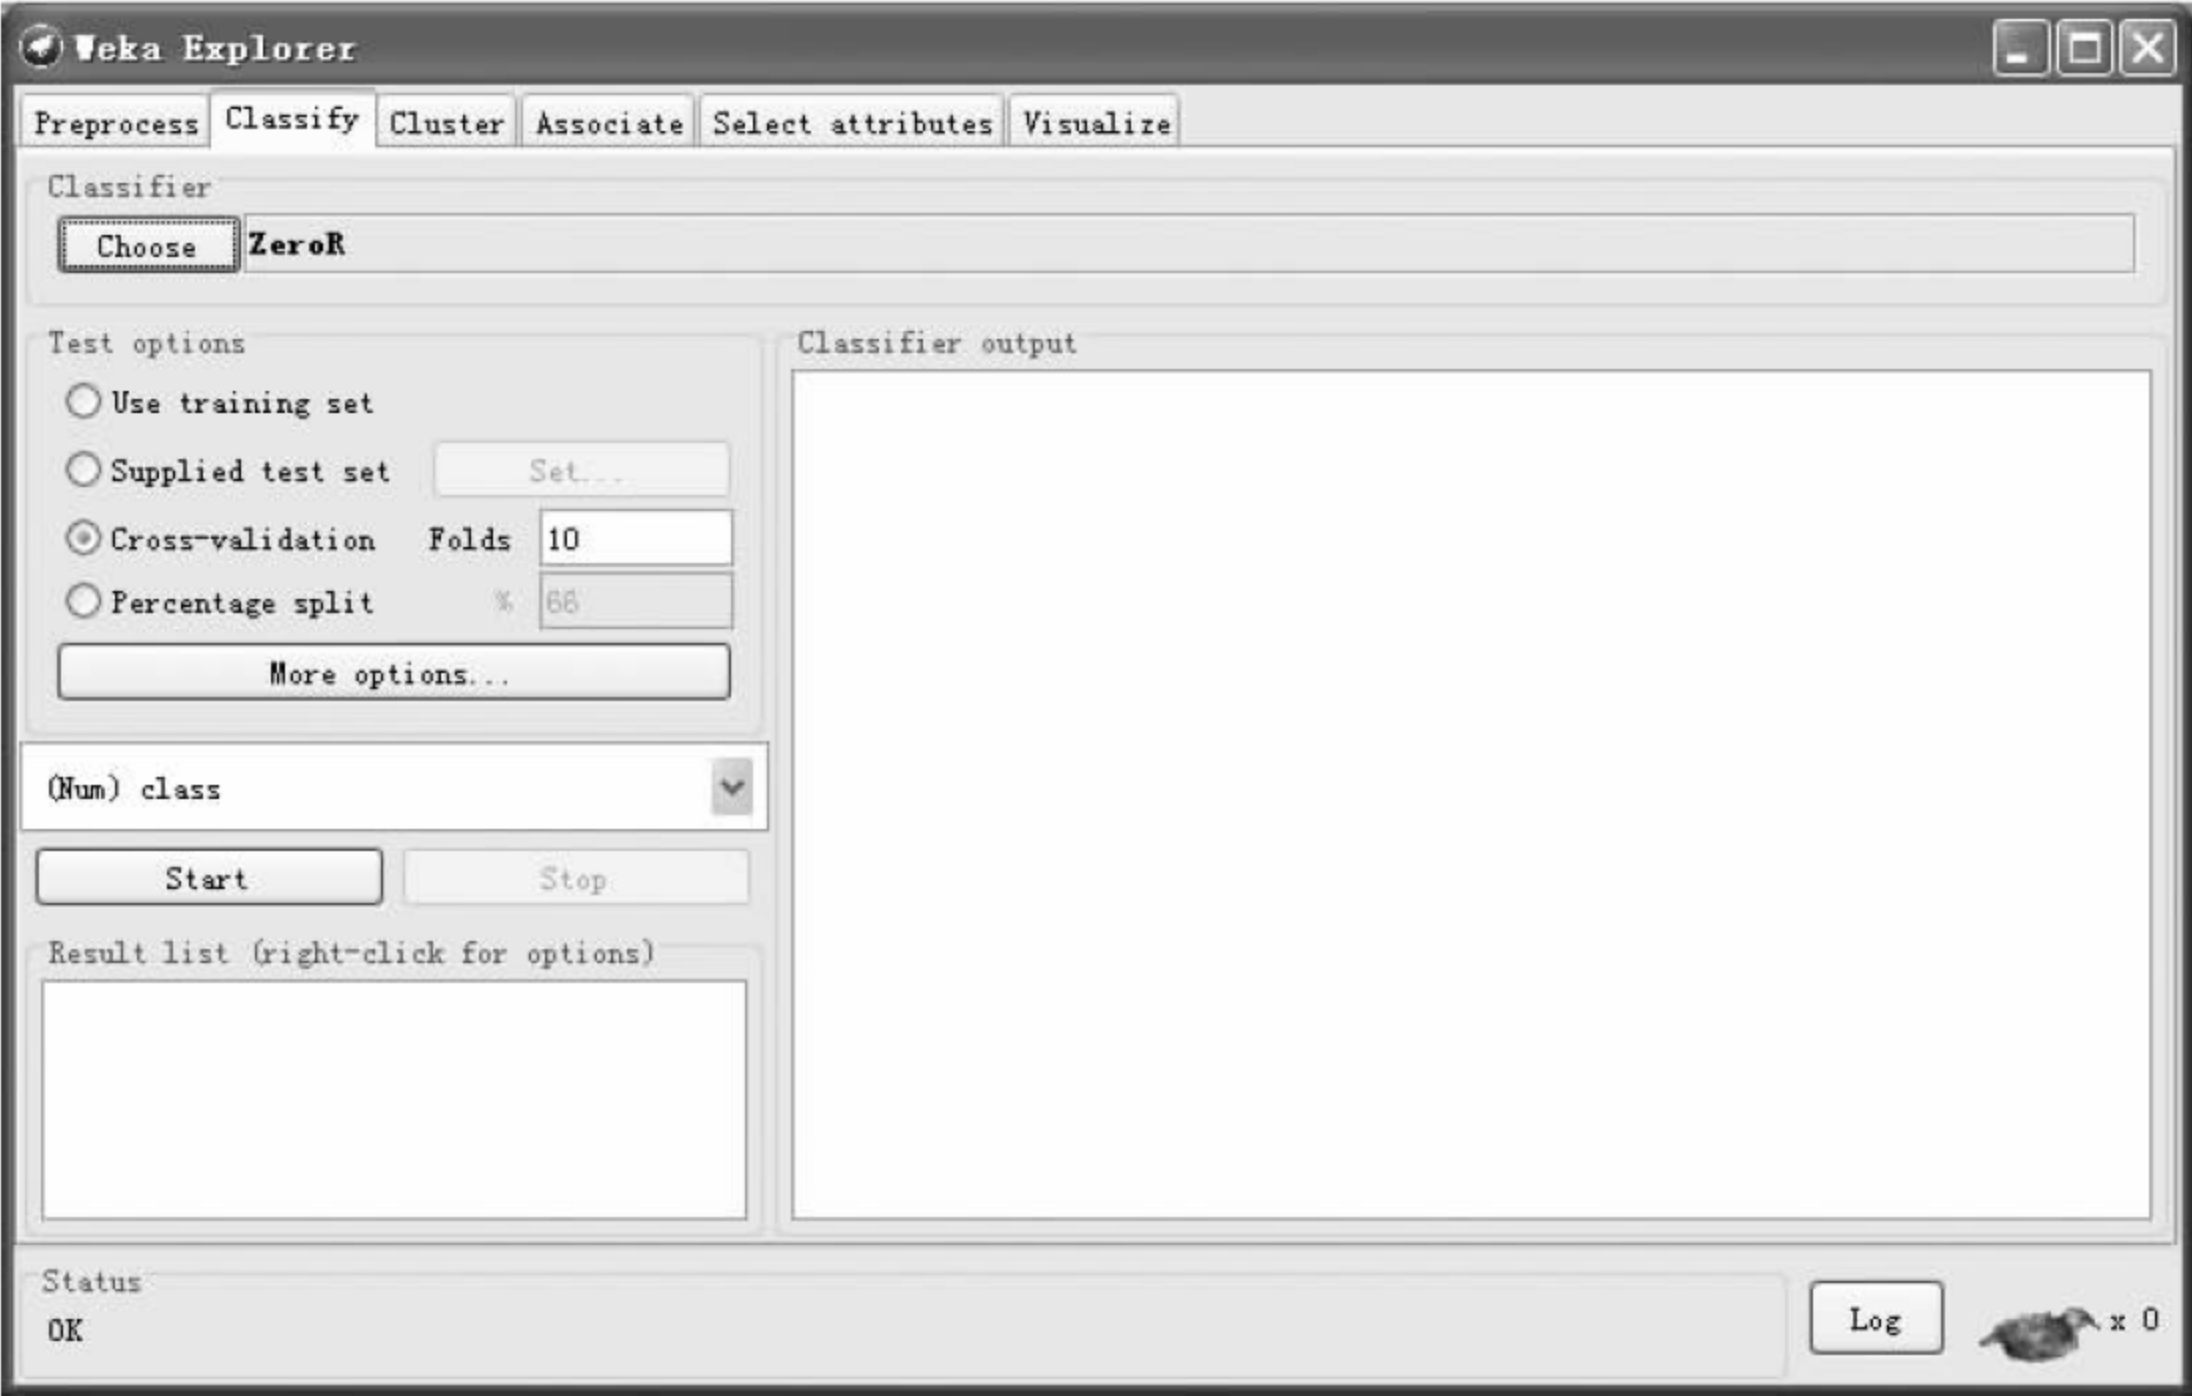 Weka Explorer
Preprocess Classify Cluster Associate Select attributes Visualize
Classifier
Choose ZeroR
Test options
Use training set
Supplied test set Set...
Cross-validation Folds 10
Percentage split % 66
More options...
(Num) class
Start Stop
Result list (right-click for options)
Classifier output
Status
OK
Log x 0